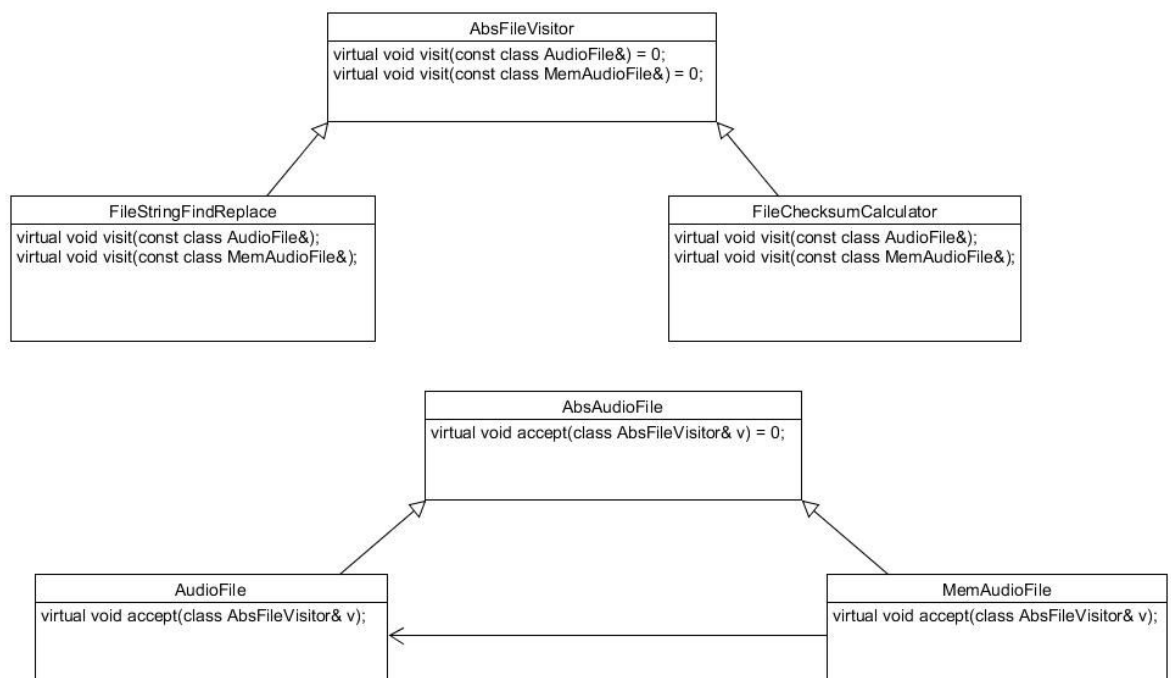 AbsFileVisitor
virtual void visit(const class AudioFile&) = 0;
virtual void visit(const class MemAudioFile&) = 0;
FileStringFindReplace
virtual void visit(const class AudioFile&);
virtual void visit(const class MemAudioFile&);
FileChecksumCalculator
virtual void visit(const class AudioFile&);
virtual void visit(const class MemAudioFile&);
AbsAudioFile
virtual void accept(class AbsFileVisitor& v) = 0;
AudioFile
virtual void accept(class AbsFileVisitor& v);
MemAudioFile
virtual void accept(class AbsFileVisitor& v);